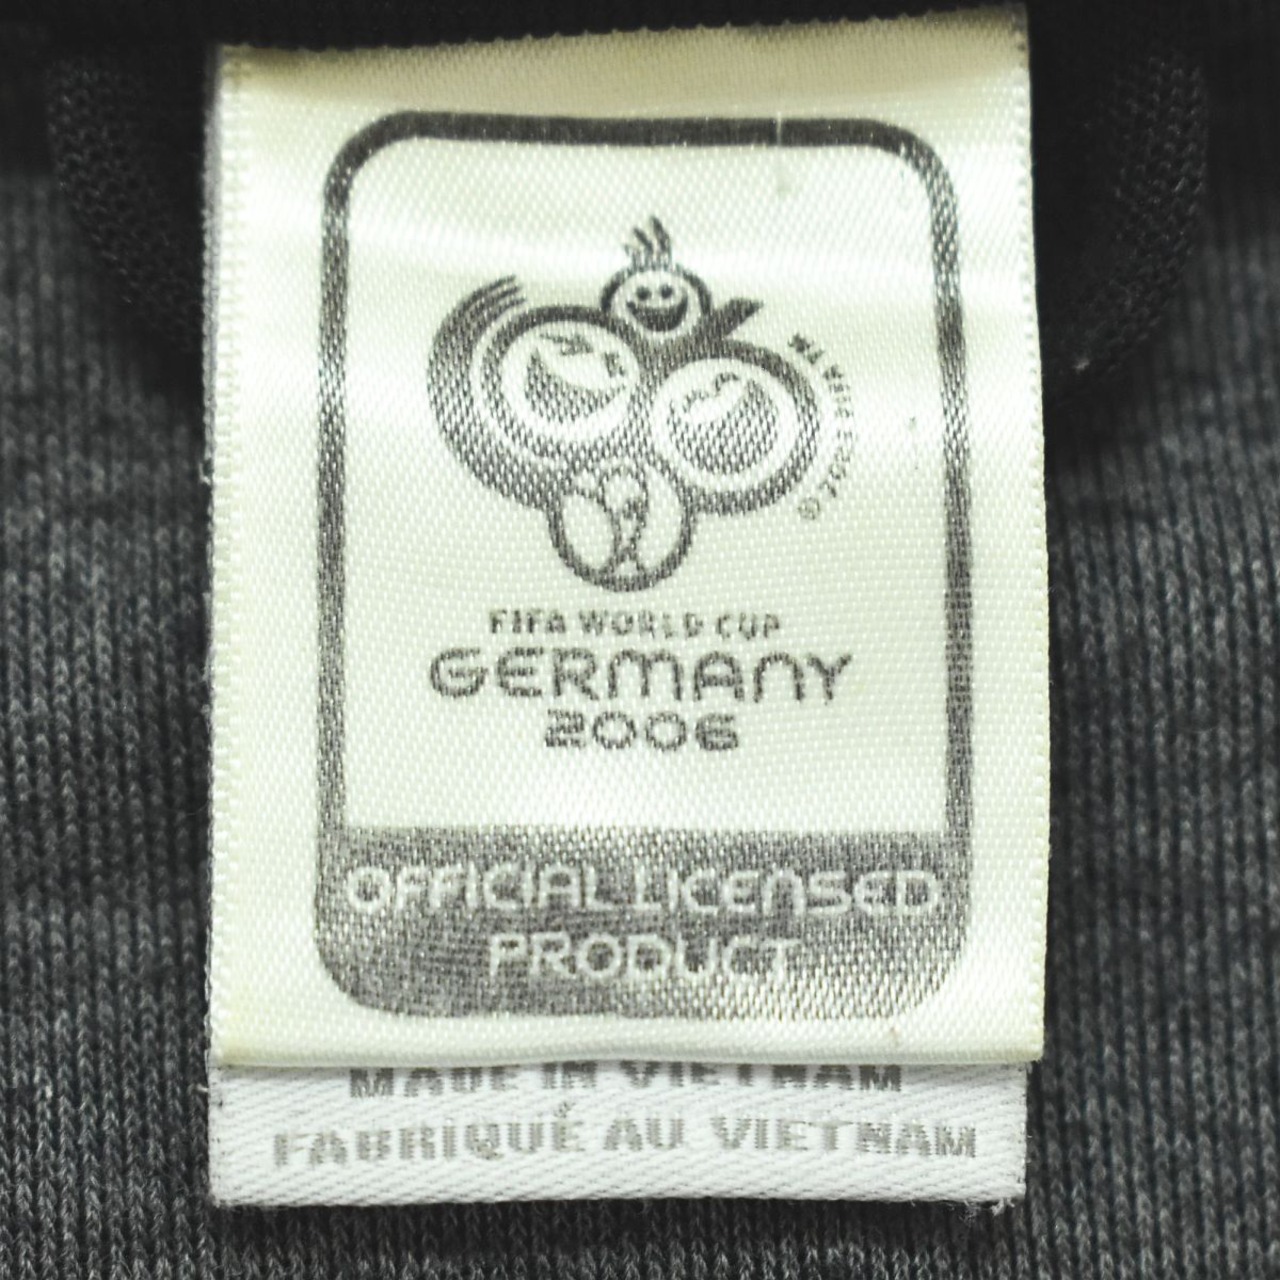 FIFA WORLD CUP
GERMANY
2006
OFFICIAL LICENSED
PRODUCT
MADE IN VIETNAM
FABRIQUÉ AU VIETNAM